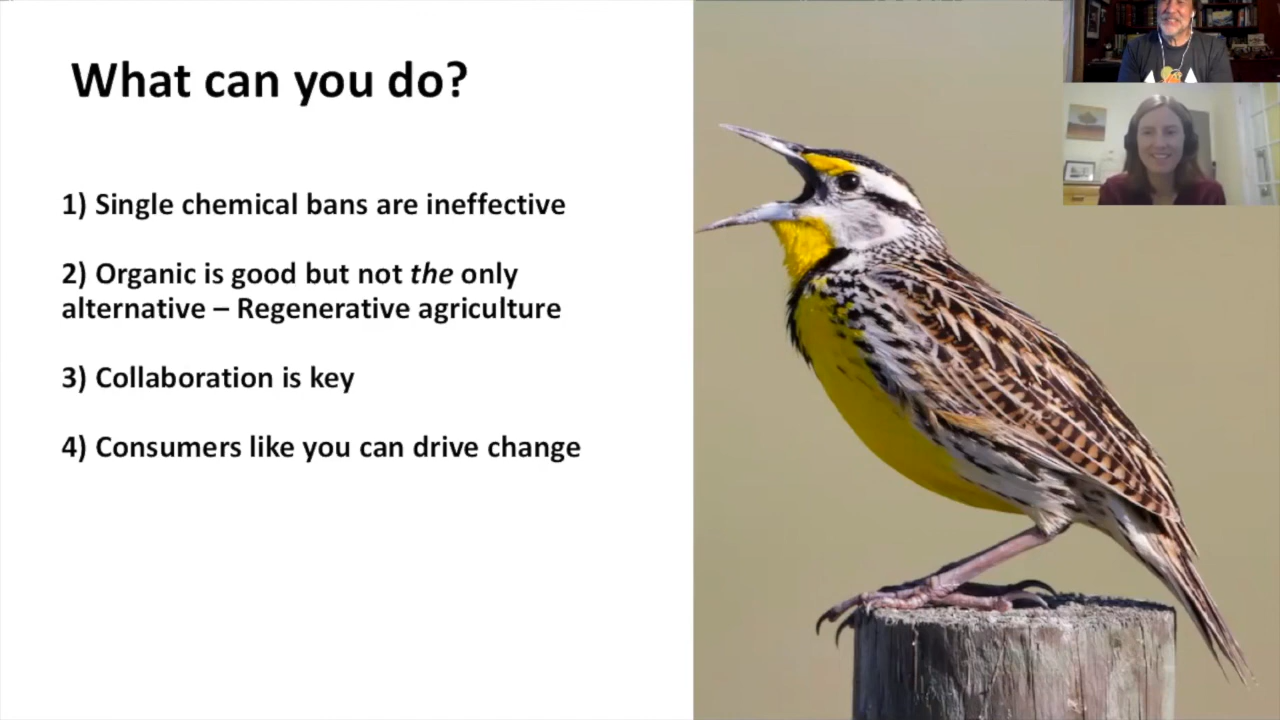 What can you do?
1) Single chemical bans are ineffective
2) Organic is good but not the only
alternative – Regenerative agriculture
3) Collaboration is key
4) Consumers like you can drive change